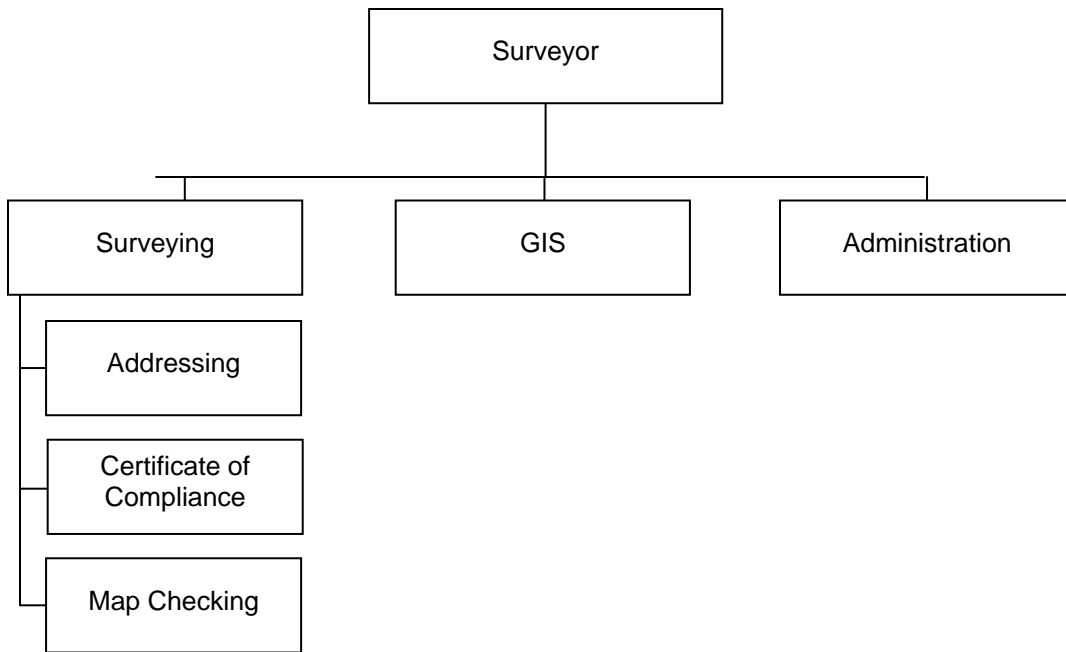 Surveyor
Surveying
GIS
Administration
Addressing
Certificate of
Compliance
Map Checking